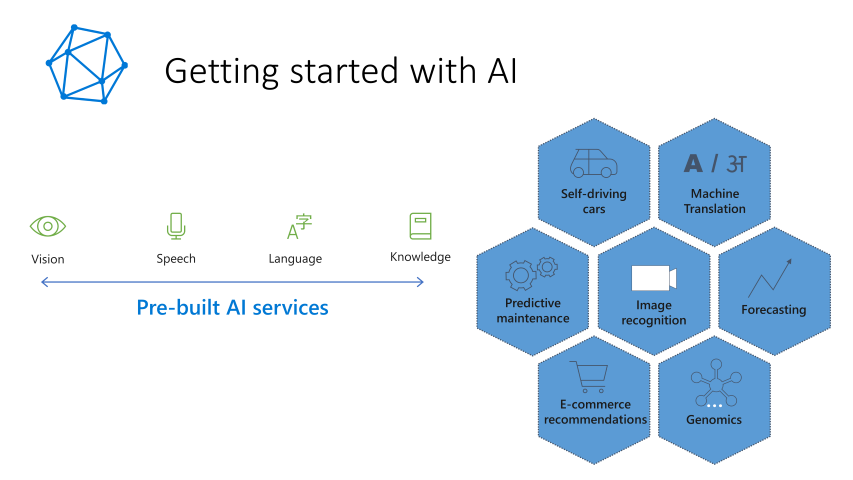 Getting started with AI
Vision
Speech
Language
Knowledge
A字
Pre-built AI services
Self-driving
cars
A / अ
Machine
Translation
Predictive
maintenance
Image
recognition
Forecasting
E-commerce
recommendations
Genomics